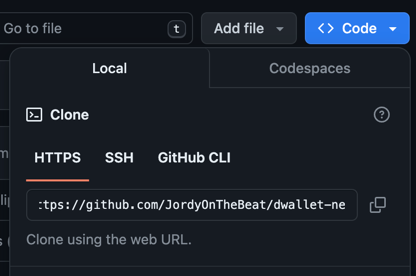 Go to file
t
Add file
<> Code
Local
Codespaces
Clone
?
HTTPS
SSH
GitHub CLI
ttps://github.com/JordyOnTheBeat/dwallet-ne
Clone using the web URL.